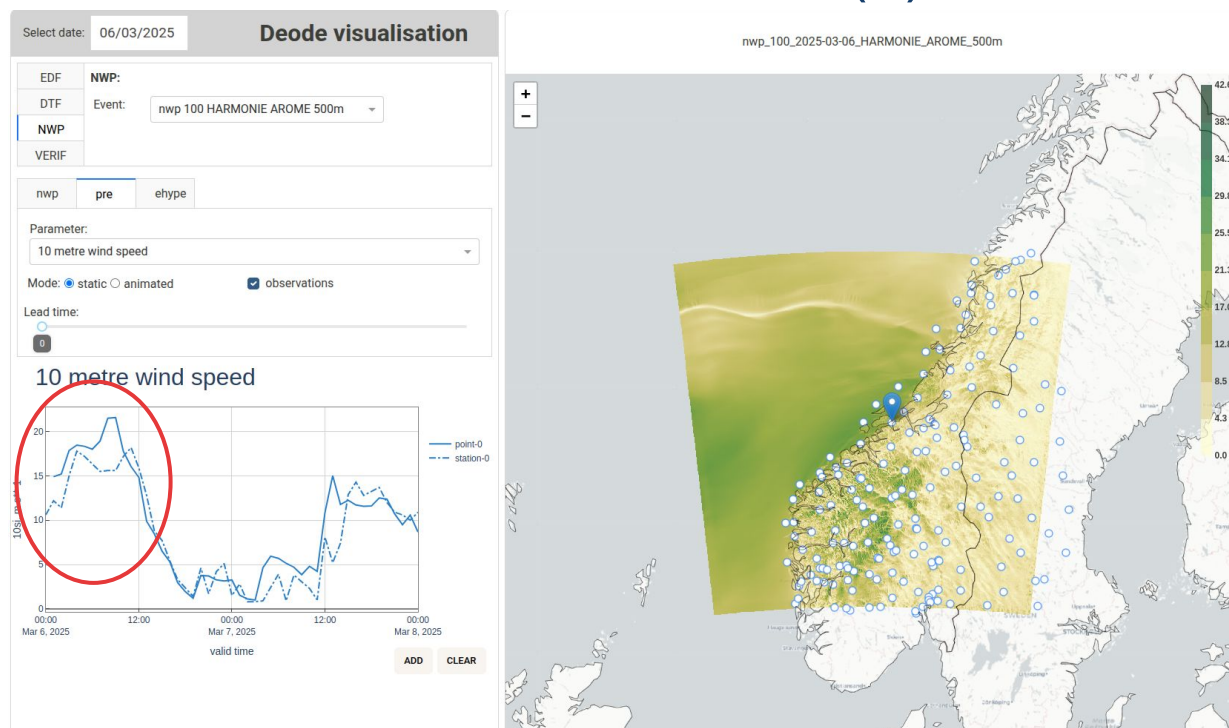 Select date: 06/03/2025
Deode visualisation
EDF
DTF
NWP
VERIF
NWP:
Event: nwp 100 HARMONIE AROME 500m
nwp pre ehype
Parameter:
10 metre wind speed
Mode: static animated observations
Lead time:
0
10 metre wind speed
20
15
10
5
0
00:00
Mar 6, 2025
12:00
00:00
Mar 7, 2025
12:00
00:00
Mar 8, 2025
valid time
point-0
station-0
ADD CLEAR
nwp_100_2025-03-06_HARMONIE_AROME_500m
+
−
34.
29.8
25.5
21.
17.0
12.8
8.5
4.3
0.0